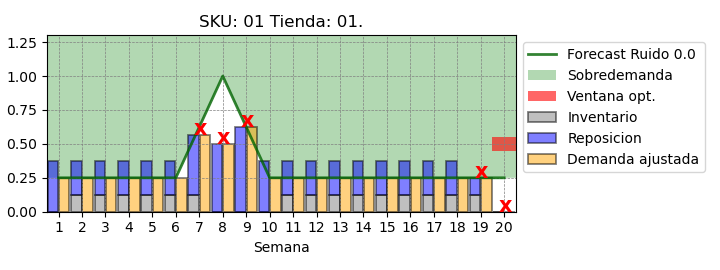 SKU: 01 Tienda: 01.
1.25
1.00
0.75
0.50
0.25
0.00
X X X X X
1 2 3 4 5 6 7 8 9 10 11 12 13 14 15 16 17 18 19 20
Semana
Forecast Ruido 0.0
Sobredemanda
Ventana opt.
Inventario
Reposicion
Demanda ajustada